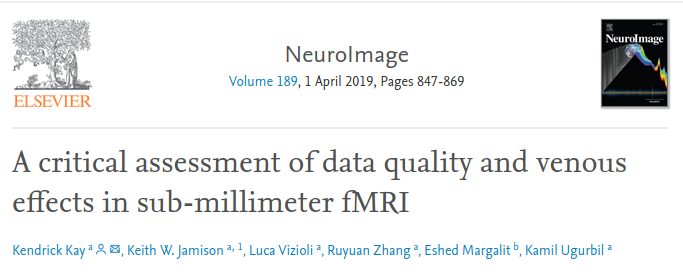 NeuroImage
Volume 189, 1 April 2019, Pages 847-869
ELSEVIER
NeuroImage
A critical assessment of data quality and venous
effects in sub-millimeter fMRI
Kendrick Kay a, Keith W. Jamison a, 1, Luca Vizioli a, Ruyuan Zhang a, Eshed Margalit b, Kamil Ugurbil a